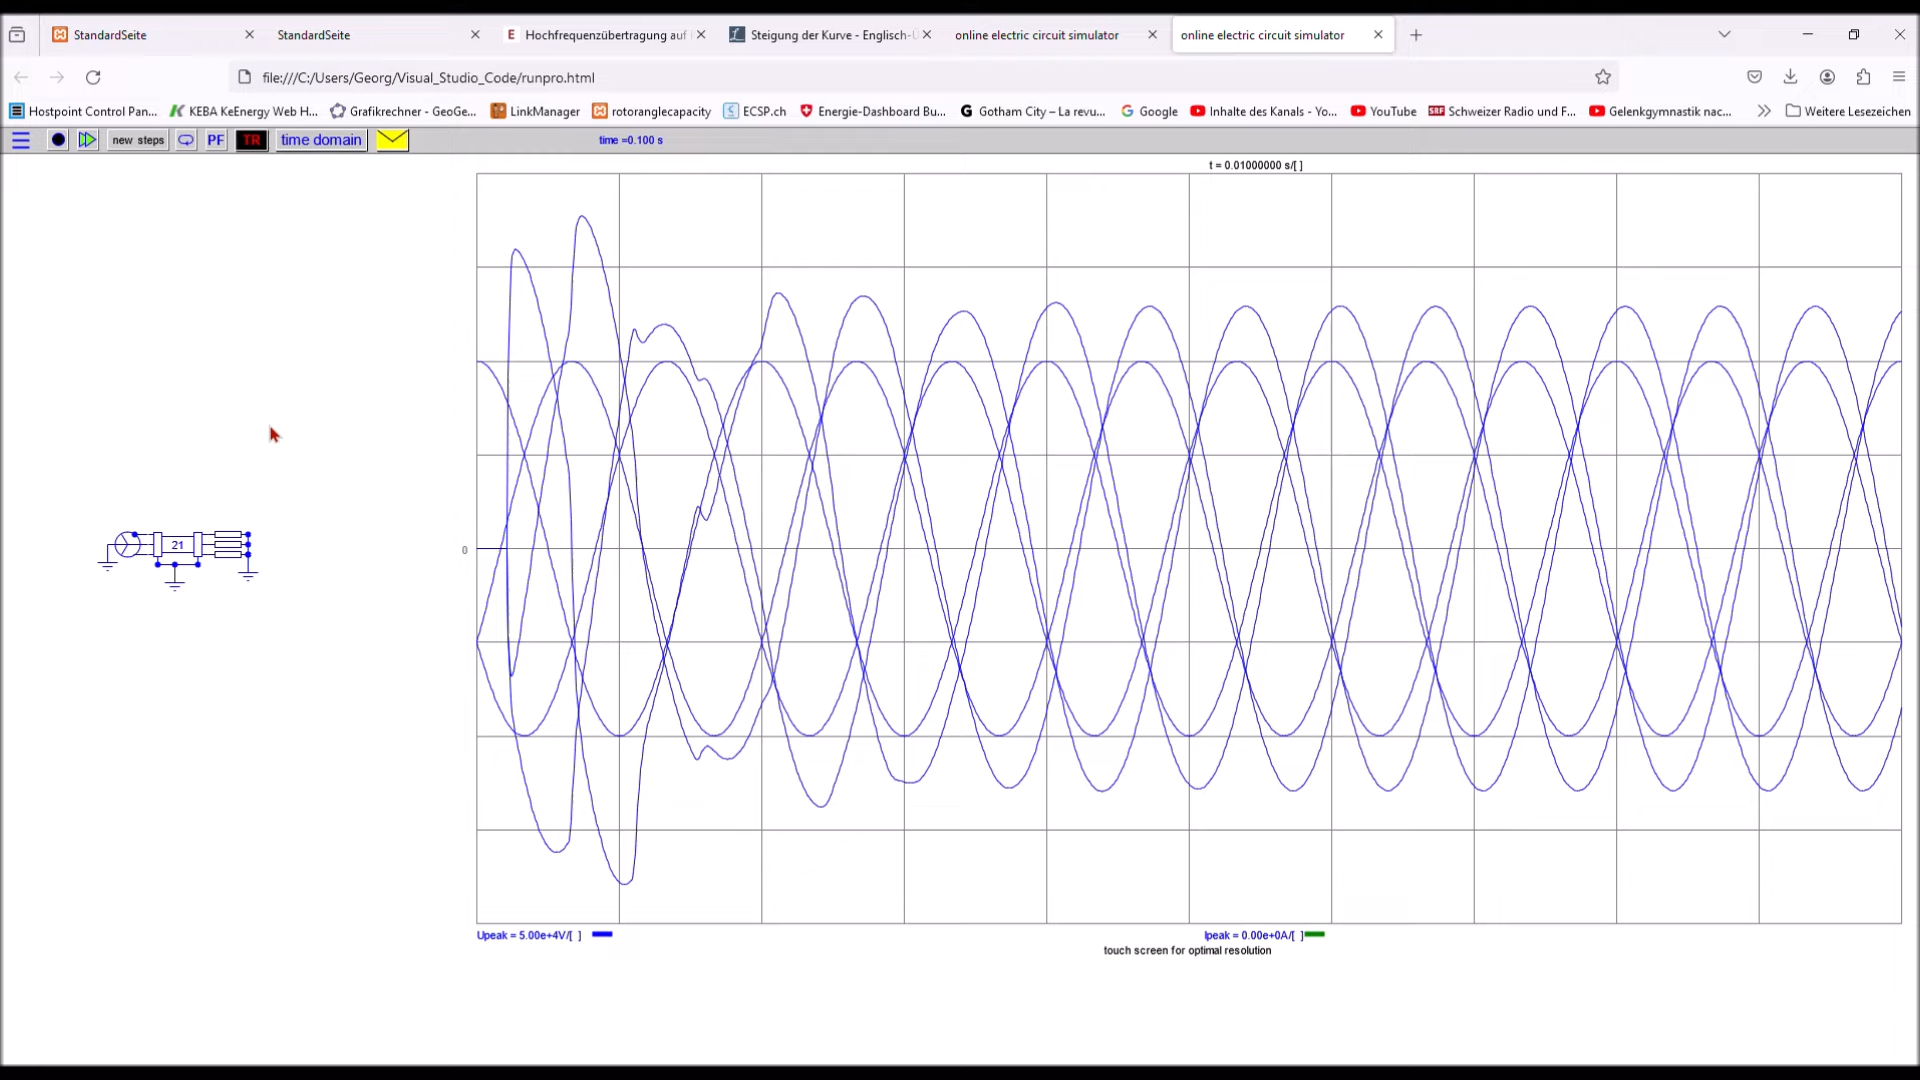 StandardSeite
StandardSeite
Hochfrequenzübertragung auf
Steigung der Kurve - Englisch-
online electric circuit simulator
online electric circuit simulator
file:///C:/Users/Georg/Visual_Studio_Code/runpro.html
Hostpoint Control Pan...
KEBA KeEnergy Web H...
Grafikrechner - GeoGe...
LinkManager
rotoranglecapacity
ECSP.ch
Energie-Dashboard Bu...
Gotham City – La revu...
Google
Inhalte des Kanals - Yo...
YouTube
Schweizer Radio und F...
Gelenkgymnastik nac...
Weitere Lesezeichen
new steps
PF
TR
time domain
time =0.100 s
t = 0.01000000 s/[ ]
0
21
Upeak = 5.00e+4V/[ ]
Ipeak = 0.00e+0A/[ ]
touch screen for optimal resolution